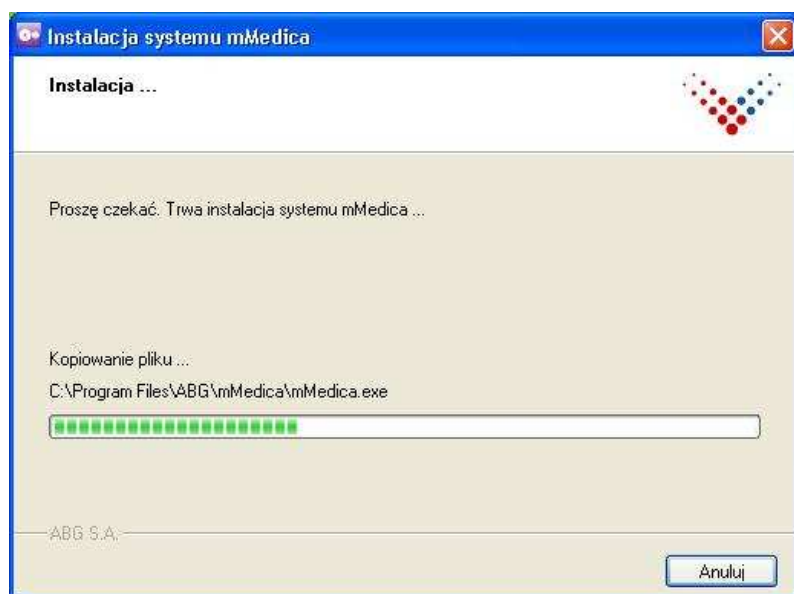 Instalacja systemu mMedica
Instalacja ...
Proszę czekać. Trwa instalacja systemu mMedica ...
Kopiowanie pliku ...
C:\Program Files\ABG\mMedica\mMedica.exe
ABG S.A.
Anuluj